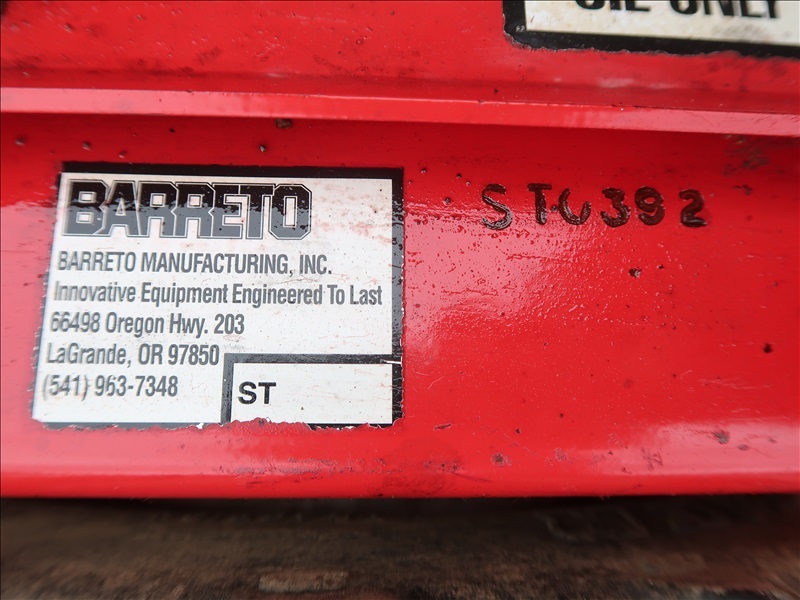 OIL ONLY
BARRETO
BARRETO MANUFACTURING, INC.
Innovative Equipment Engineered To Last
66498 Oregon Hwy. 203
LaGrande, OR 97850
(541) 963-7348
ST
ST0392